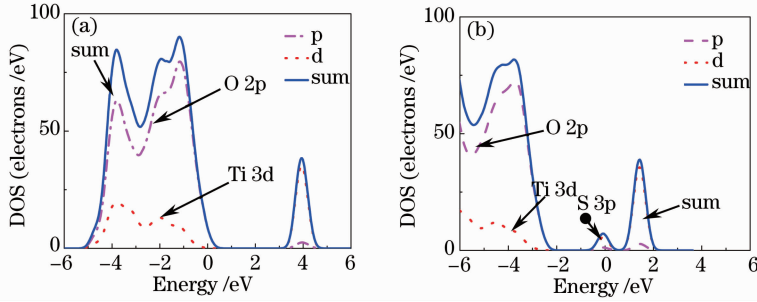 (a)
100
50
0
DOS (electrons /eV)
p
d
sum
sum
O 2p
Ti 3d
−6 −4 −2 0 2 4 6
Energy /eV
(b)
100
50
0
DOS (electrons /eV)
p
d
sum
O 2p
Ti 3d
S 3p
sum
−6 −4 −2 0 2 4 6
Energy /eV